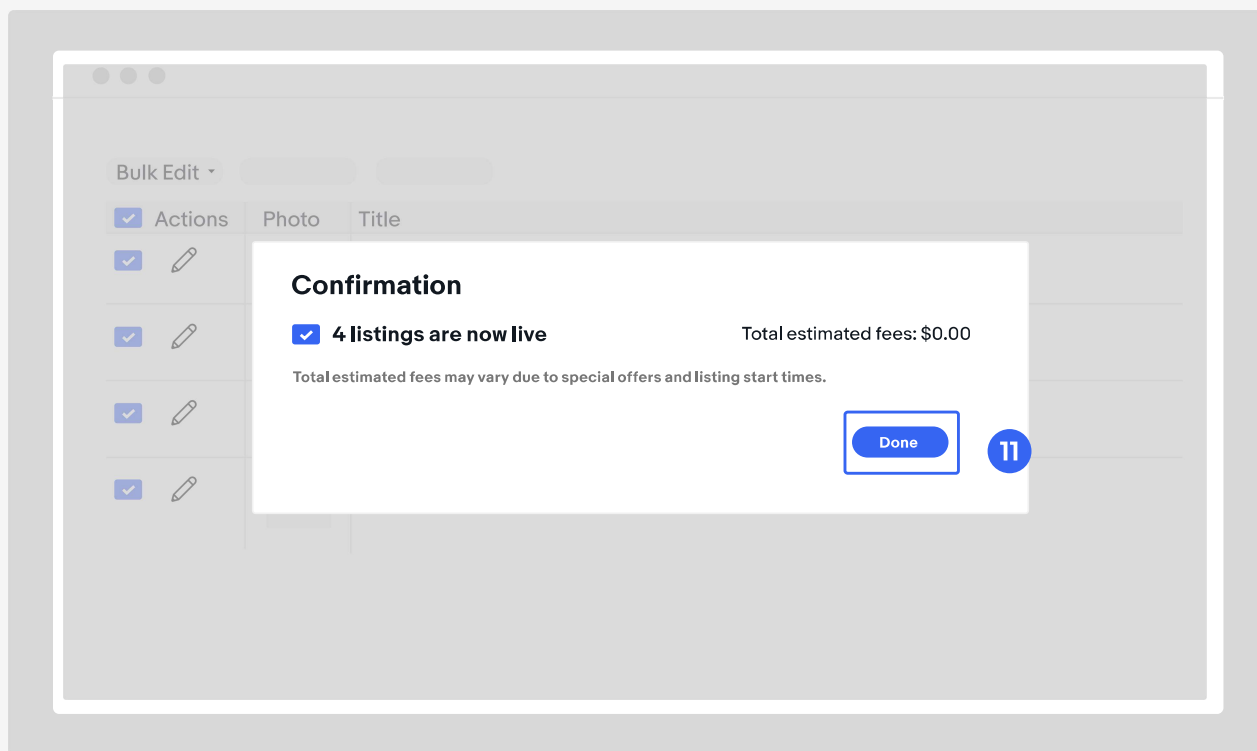 Bulk Edit
Actions Photo Title
Confirmation
4 listings are now live Total estimated fees: $0.00
Total estimated fees may vary due to special offers and listing start times.
Done
11